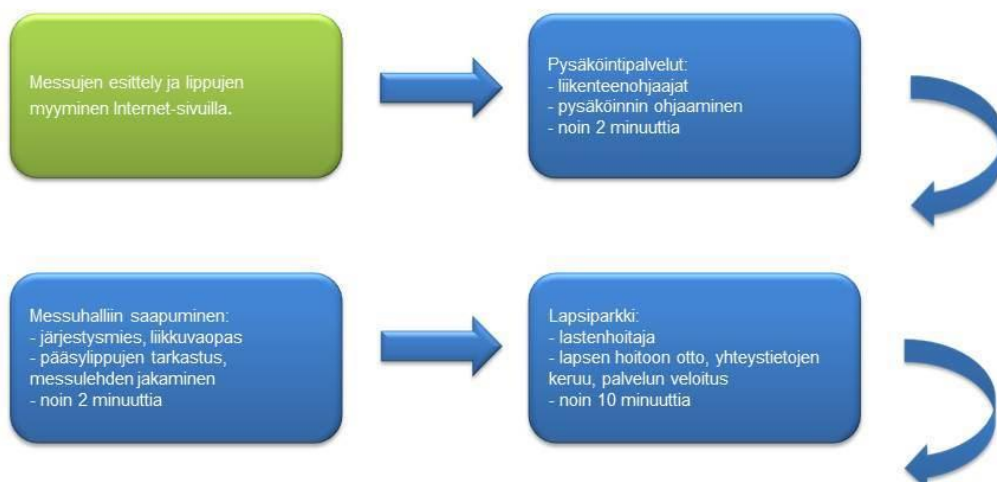 Messujen esittely ja lippujen
myyminen Internet-sivuilla.
Pysäköintipalvelut:
- liikenteenohjaajat
- pysäköinnin ohjaaminen
- noin 2 minuuttia
Messuhalliin saapuminen:
- järjestysmies, liikkuvaopas
- pääsylippujen tarkastus,
messulehden jakaminen
- noin 2 minuuttia
Lapsiparkki:
- lastenhoitaja
- lapsen hoitoon otto, yhteystietojen
keruu, palvelun veloitus
- noin 10 minuuttia